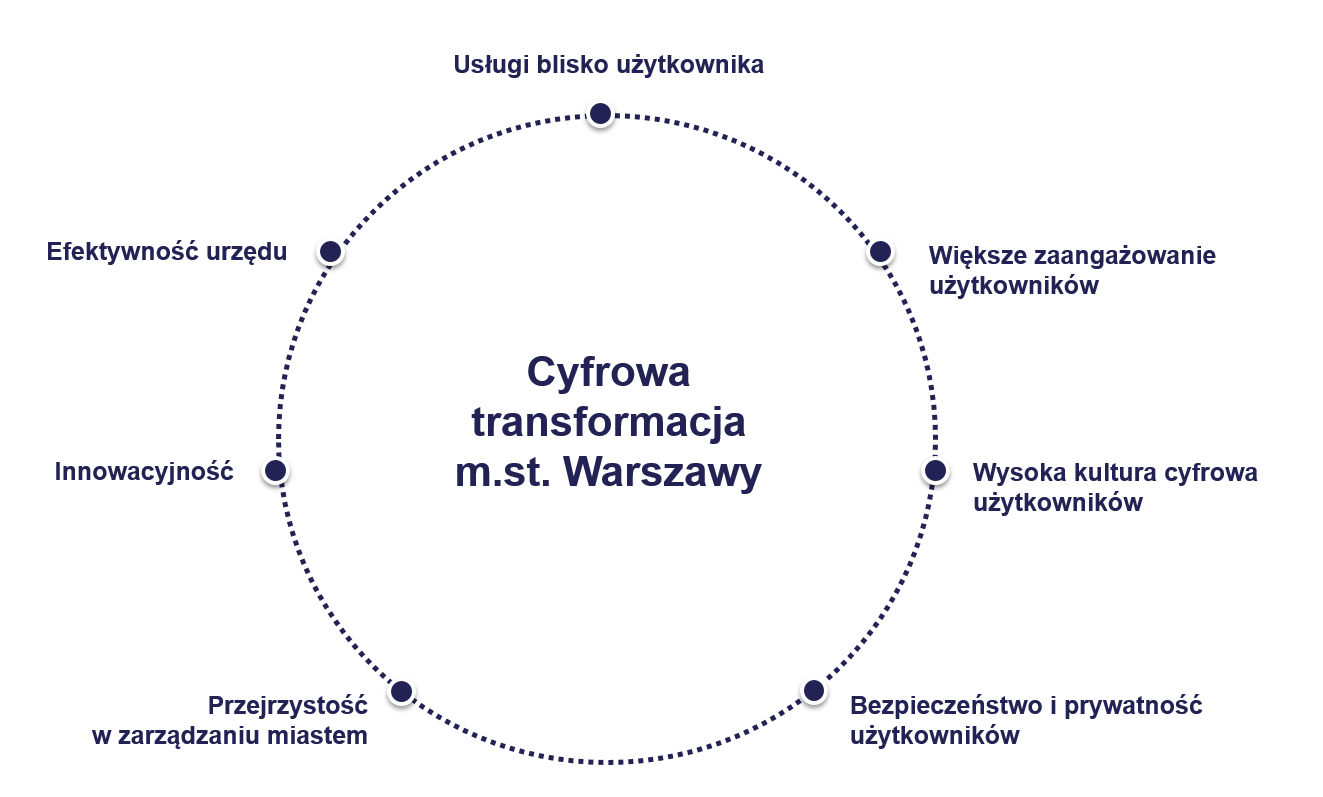 Usługi blisko użytkownika
Efektywność urzędu
Większe zaangażowanie
użytkowników
Cyfrowa
transformacja
m.st. Warszawy
Innowacyjność
Wysoka kultura cyfrowa
użytkowników
Przejrzystość
w zarządzaniu miastem
Bezpieczeństwo i prywatność
użytkowników